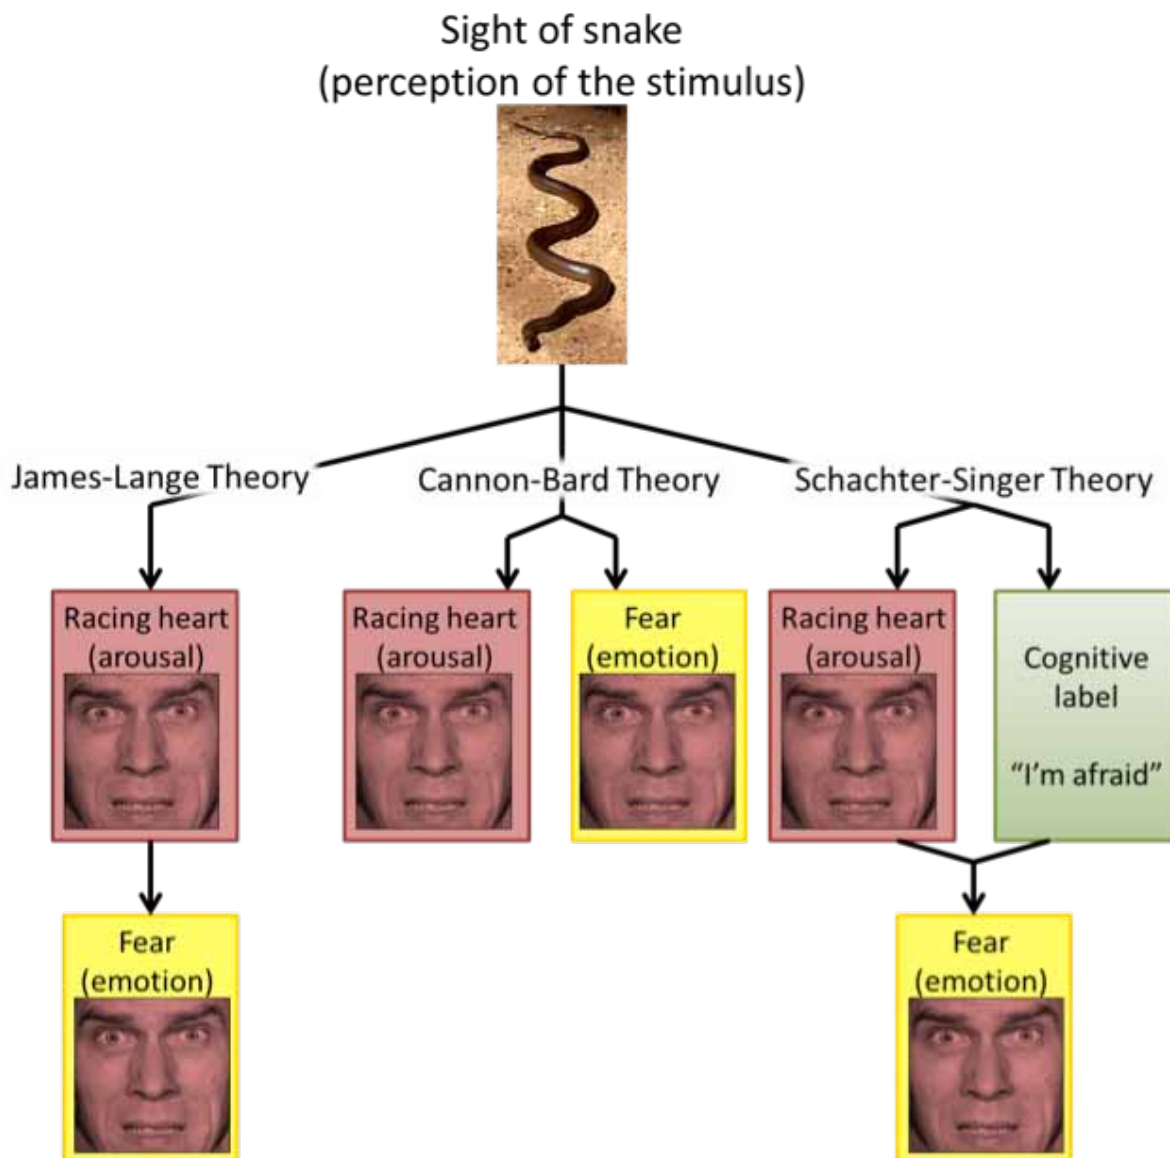 Sight of snake
(perception of the stimulus)
James-Lange Theory
Cannon-Bard Theory
Schachter-Singer Theory
Racing heart
(arousal)
Fear
(emotion)
Racing heart
(arousal)
Fear
(emotion)
Racing heart
(arousal)
Cognitive
label
“I’m afraid”
Fear
(emotion)